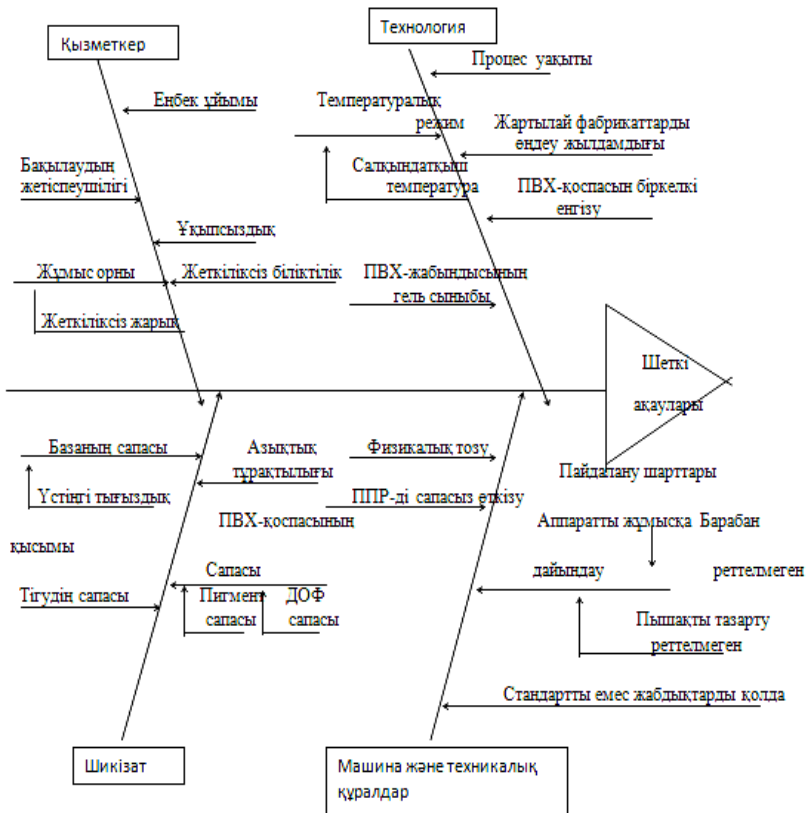 Қызметкер
Технология
Процес уақыты
Еңбек ұйымы
Температуралық
режим
Жартылай фабрикаттарды
өңдеу жылдамдығы
Бақылаудың
жетіспеушілігі
Салқындатқыш
температура
ПВХ-қоспасын біркелкі
енгізу
Ұқыпсыздық
Жұмыс орны
Жеткіліксіз біліктілік
ПВХ-жабындысының
гель сыныбы
Жеткіліксіз жарық
Шеткі
ақаулары
Базаның сапасы
Азықтық
тұрақтылығы
Физикалық тозу
Пайдалану шарттары
Үстіңгі тығыздық
ППР-ді сапасыз өткізу
ПВХ-қоспасының
Аппаратты жұмысқа Барабан
қысымы
Сапасы
дайындау
реттелмеген
Тігудің сапасы
Пигмент
сапасы
ДОФ
сапасы
Пышақты тазарту
реттелмеген
Стандартты емес жабдықтарды қолда
Шикізат
Машина және техникалық
құралдар